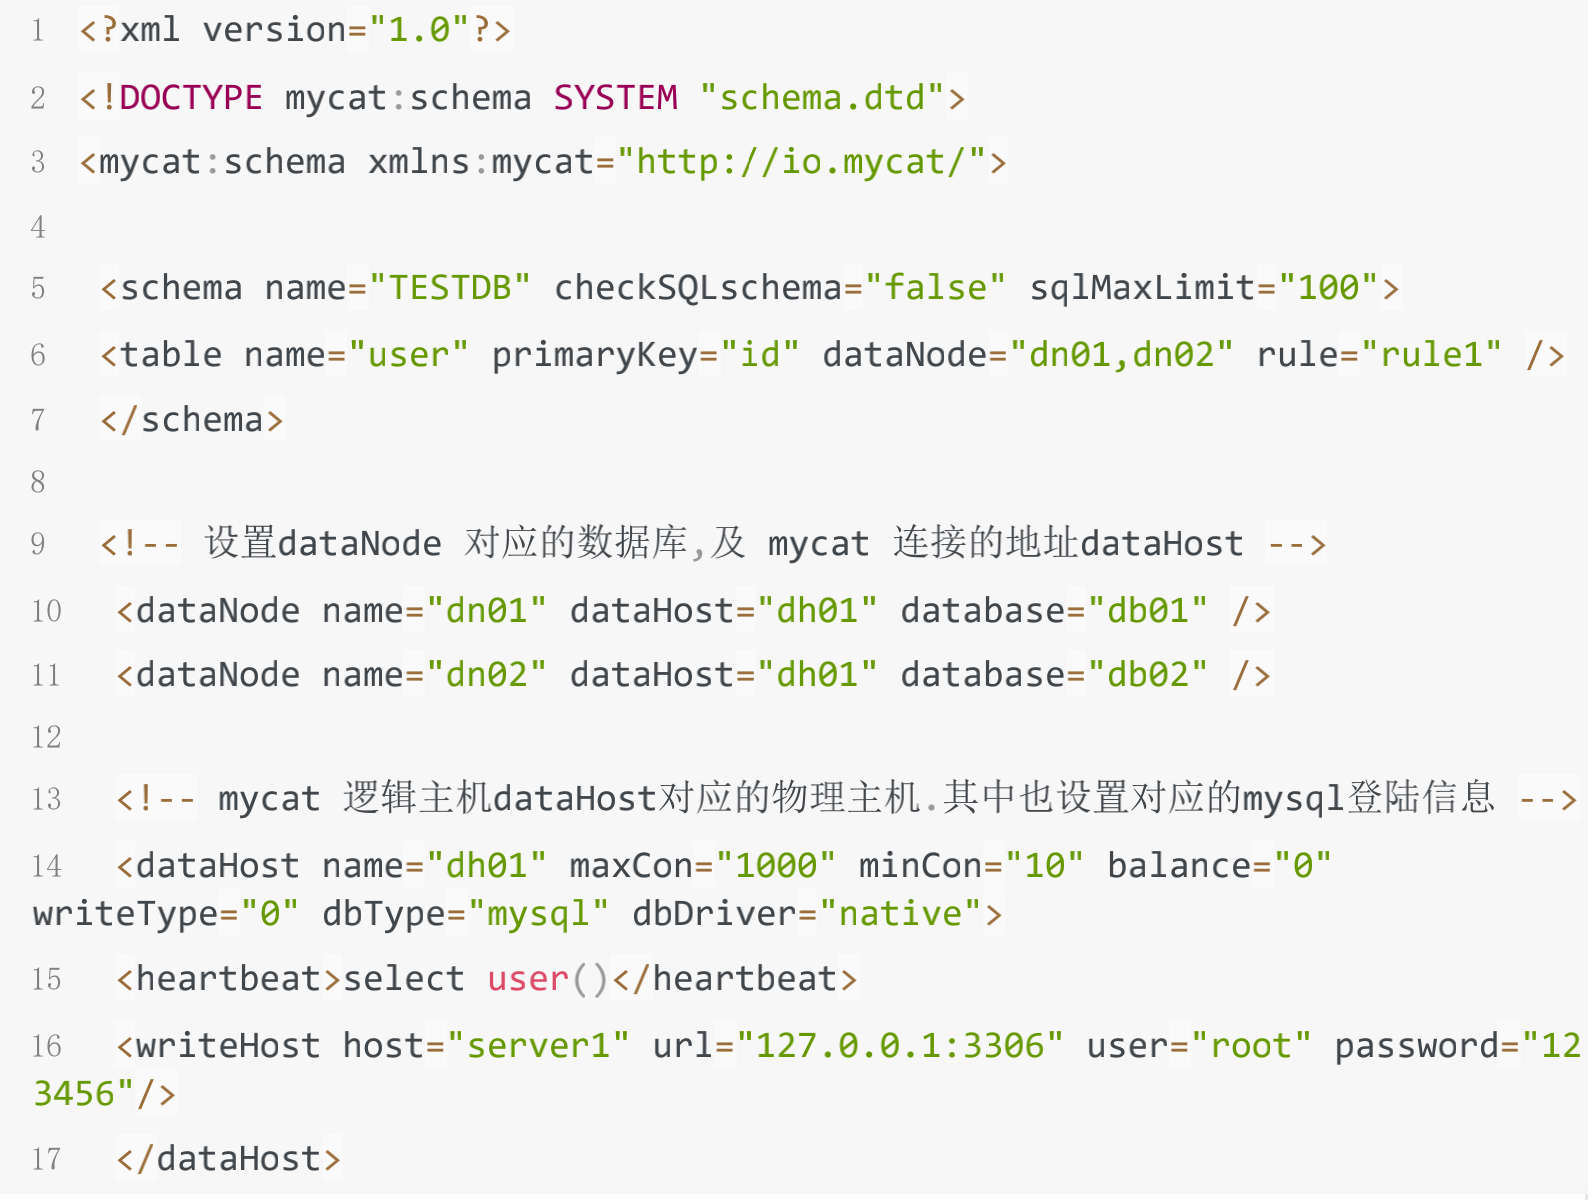 1 <?xml version="1.0"?>
2 <!DOCTYPE mycat:schema SYSTEM "schema.dtd">
3 <mycat:schema xmlns:mycat="http://io.mycat/">
4
5 <schema name="TESTDB" checkSQLschema="false" sqlMaxLimit="100">
6 <table name="user" primaryKey="id" dataNode="dn01,dn02" rule="rule1" />
7 </schema>
8
9 <!-- 设置dataNode 对应的数据库,及 mycat 连接的地址dataHost -->
10 <dataNode name="dn01" dataHost="dh01" database="db01" />
11 <dataNode name="dn02" dataHost="dh01" database="db02" />
12
13 <!-- mycat 逻辑主机dataHost对应的物理主机.其中也设置对应的mysql登陆信息 -->
14 <dataHost name="dh01" maxCon="1000" minCon="10" balance="0"
writeType="0" dbType="mysql" dbDriver="native">
15 <heartbeat>select user()</heartbeat>
16 <writeHost host="server1" url="127.0.0.1:3306" user="root" password="12
3456"/>
17 </dataHost>